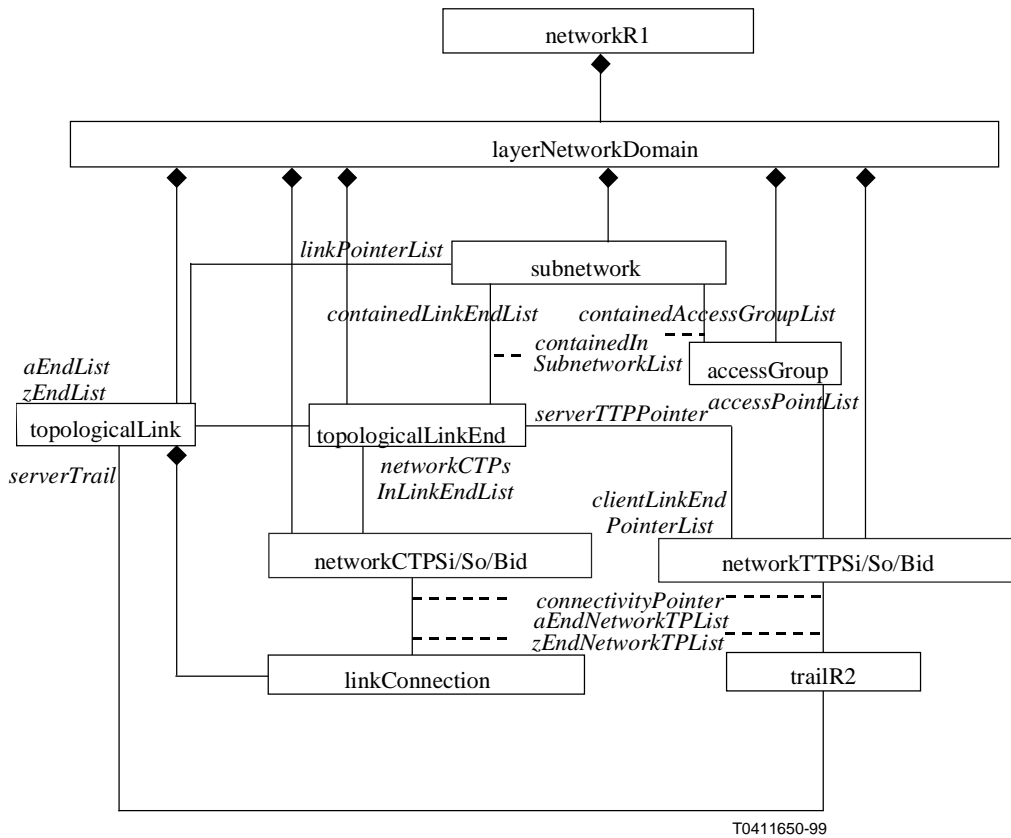 networkR1
layerNetworkDomain
linkPointerList
subnetwork
containedLinkEndList
containedAccessGroupList
containedIn
SubnetworkList
aEndList
zEndList
accessGroup
accessPointList
topologicalLink
topologicalLinkEnd
serverTTPPointer
serverTrail
networkCTPs
InLinkEndList
clientLinkEnd
PointerList
networkCTPSi/So/Bid
networkTTPSi/So/Bid
connectivityPointer
aEndNetworkTPList
zEndNetworkTPList
linkConnection
trailR2
T0411650-99